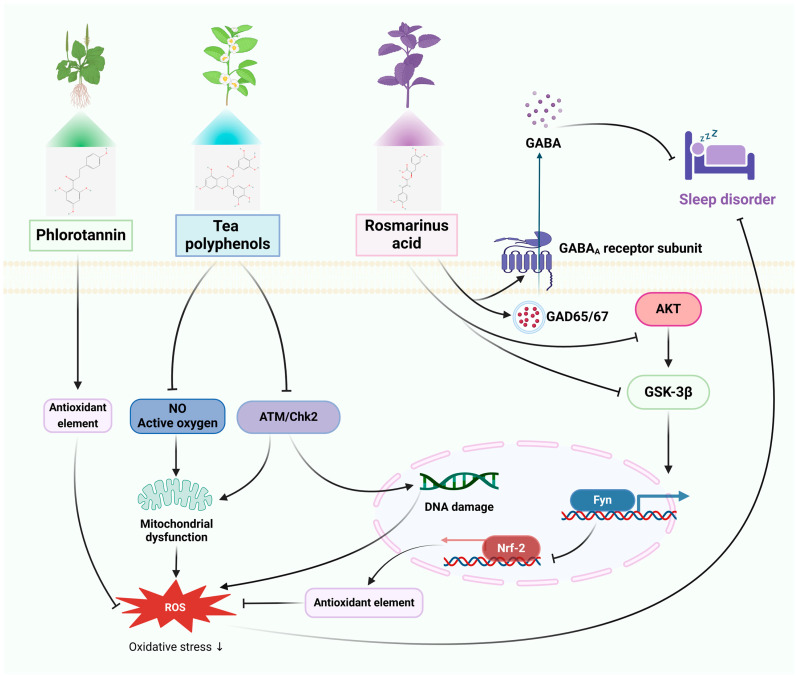 GABA
zzZ
Sleep disorder
Phlorotannin
Tea
polyphenols
Rosmarinus
acid
GABAA receptor subunit
GAD65/67
AKT
GSK-3β
Antioxidant
element
NO
Active oxygen
ATM/Chk2
Mitochondrial
dysfunction
DNA damage
Fyn
Nrf-2
ROS
Antioxidant element
Oxidative stress ↓